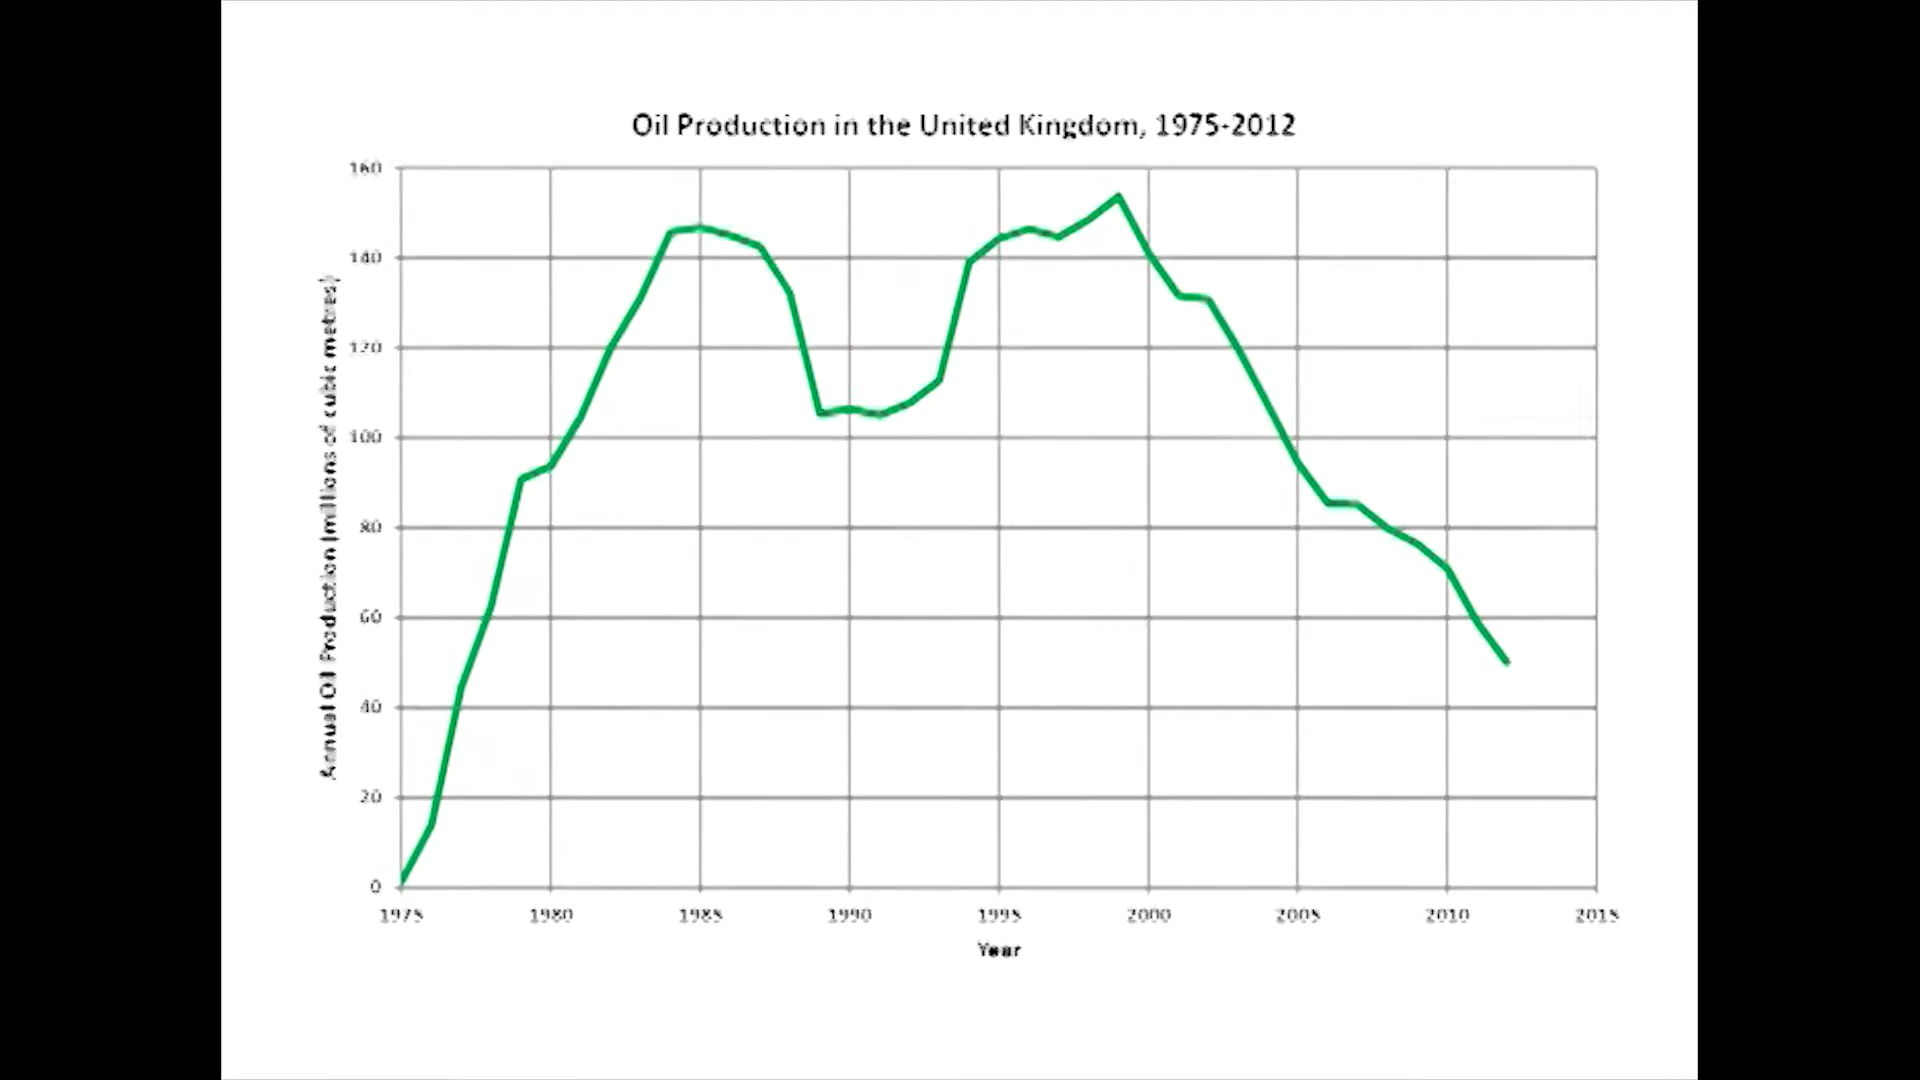 Oil Production in the United Kingdom, 1975-2012
Annual Oil Production (millions of cubic metres)
160
140
120
100
80
60
40
20
0
1975 1980 1985 1990 1995 2000 2005 2010 2015
Year